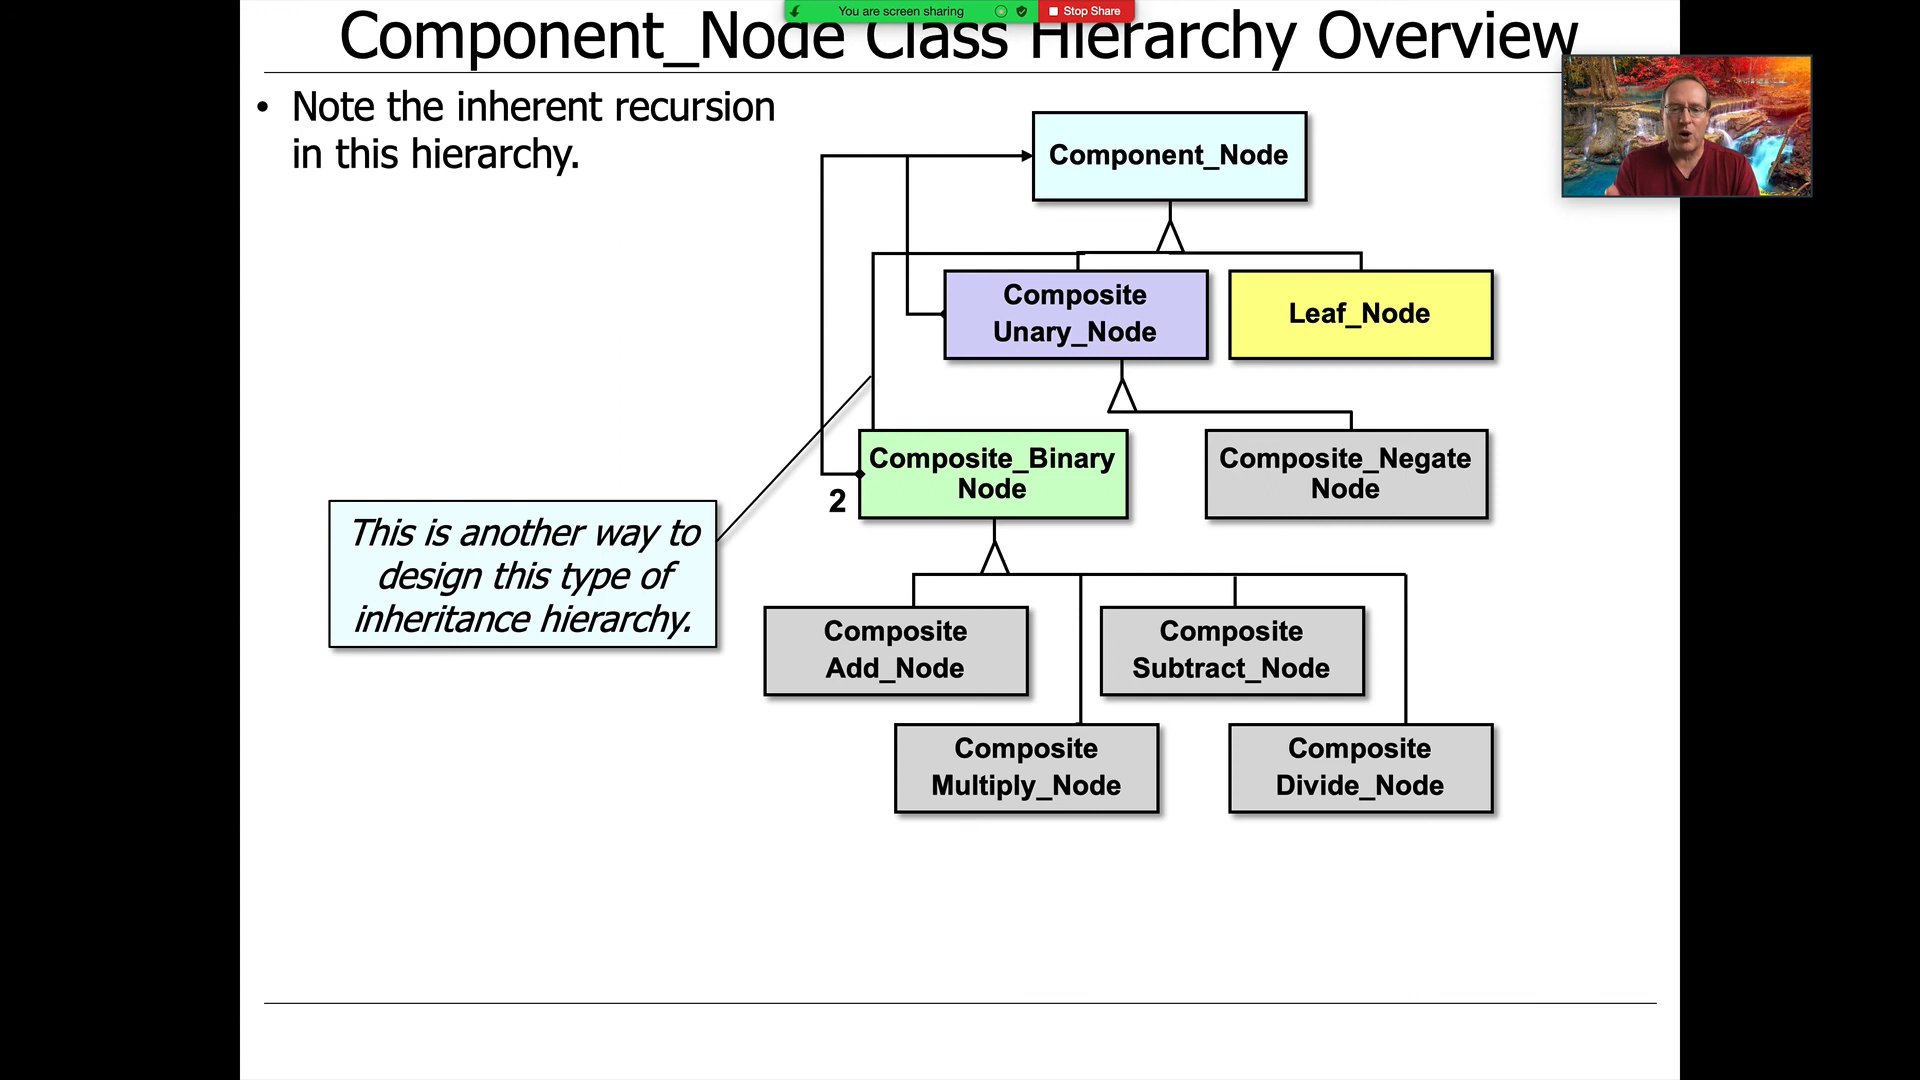 You are screen sharing
Stop Share
Component_Node Class Hierarchy Overview
• Note the inherent recursion
in this hierarchy.
Component_Node
Composite
Unary_Node
Leaf_Node
Composite_Binary
Node
2
Composite_Negate
Node
This is another way to
design this type of
inheritance hierarchy.
Composite
Add_Node
Composite
Subtract_Node
Composite
Multiply_Node
Composite
Divide_Node